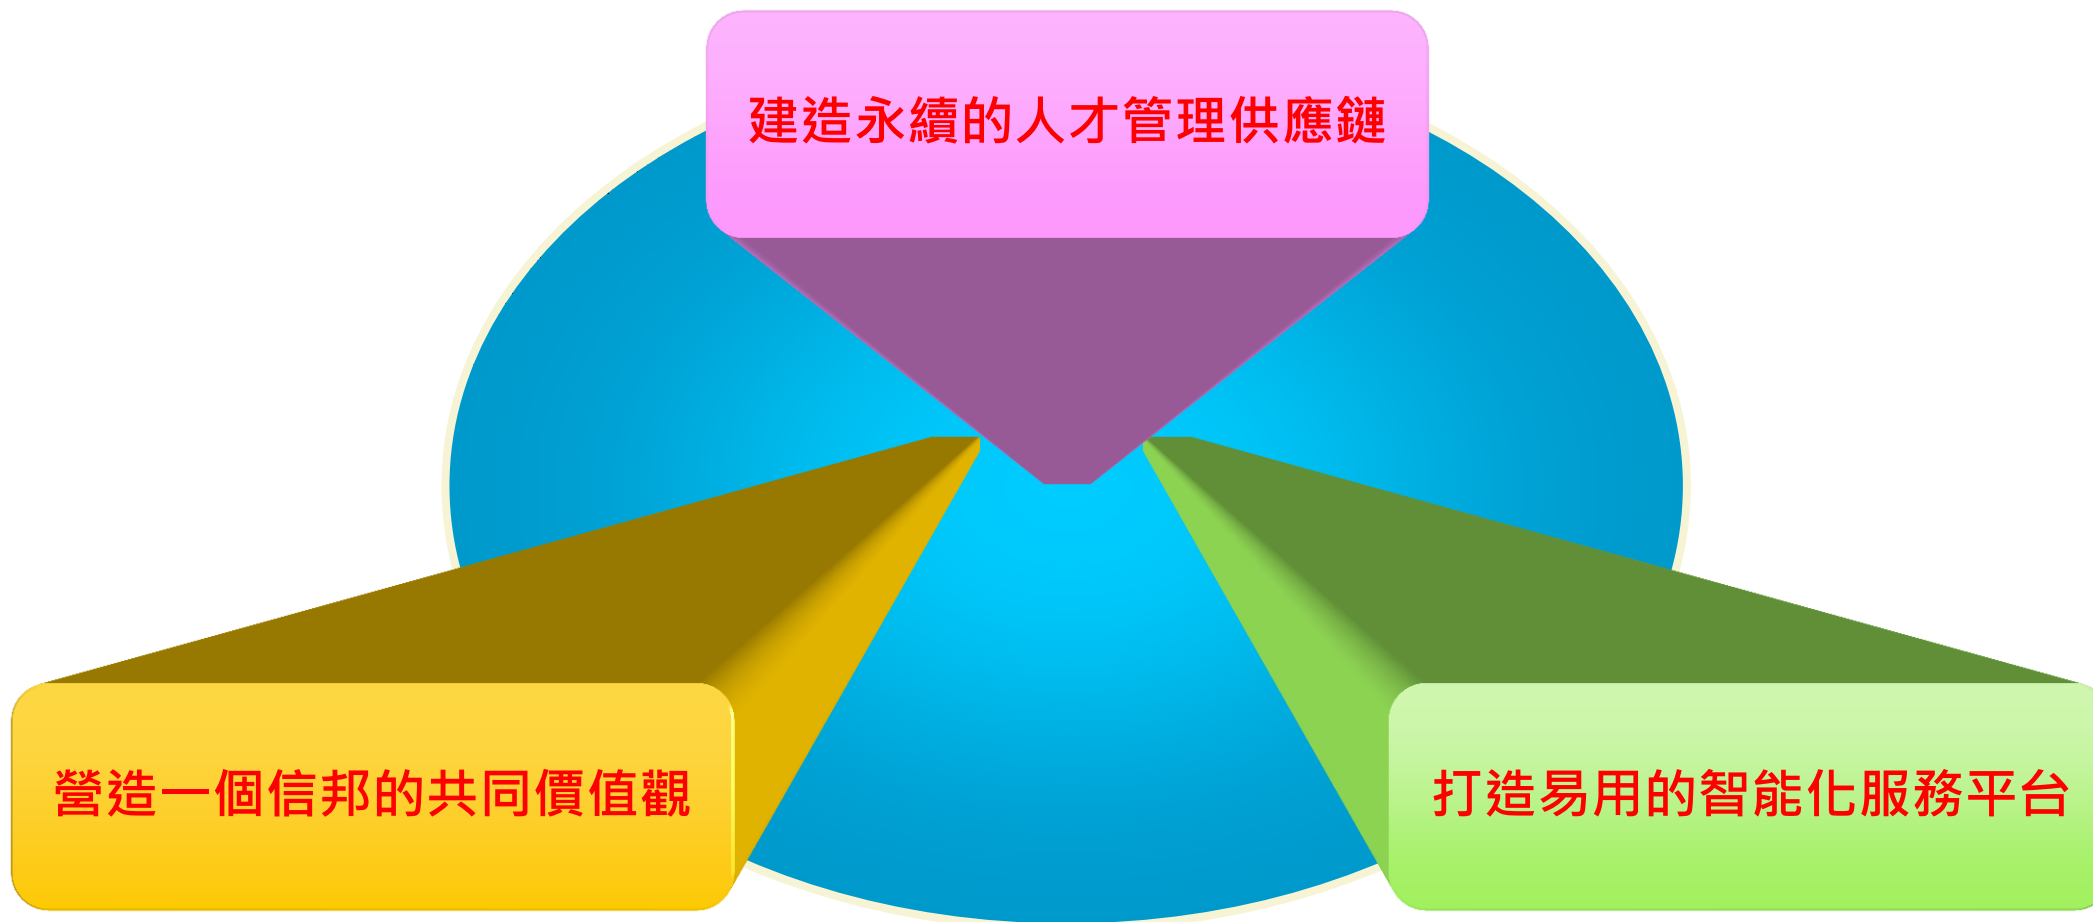 建造永續的人才管理供應鏈
營造一個信邦的共同價值觀
打造易用的智能化服務平台